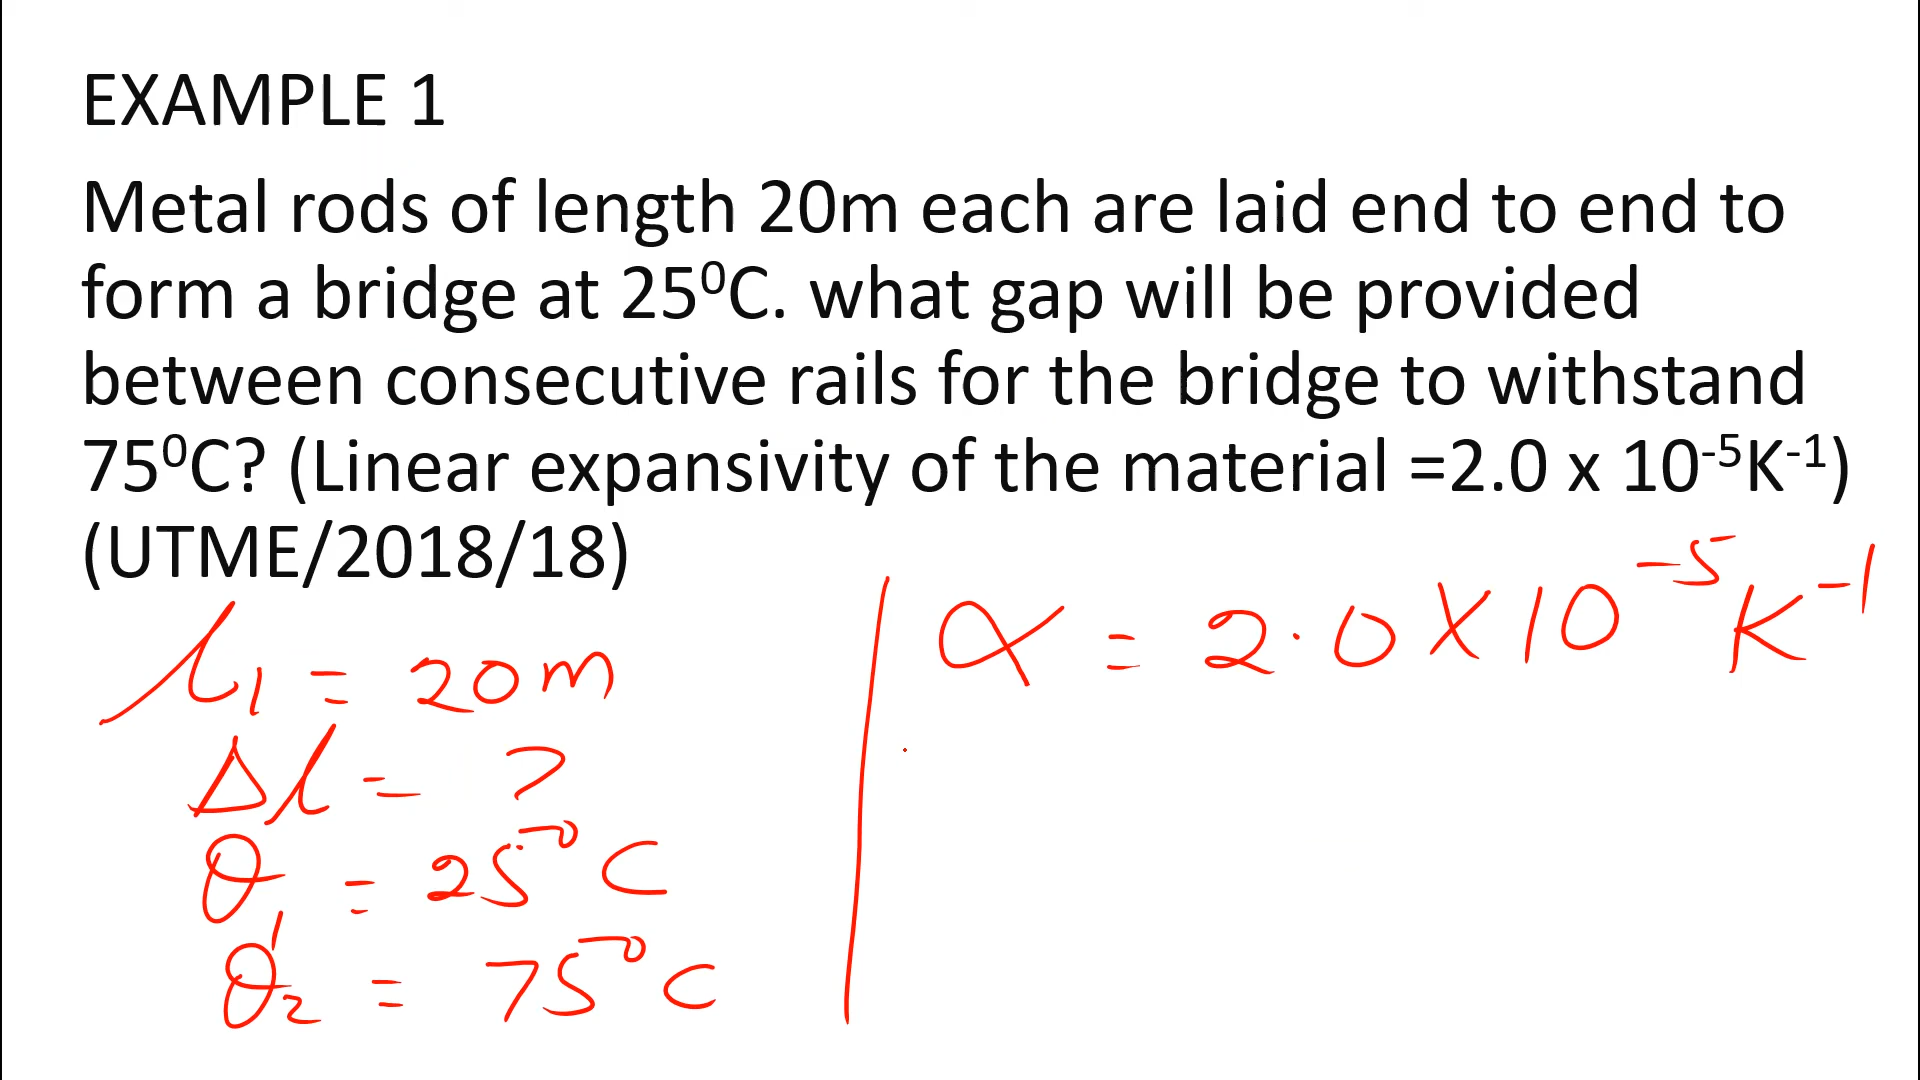 EXAMPLE 1
Metal rods of length 20m each are laid end to end to
form a bridge at 25⁰C. what gap will be provided
between consecutive rails for the bridge to withstand
75⁰C? (Linear expansivity of the material =2.0 x 10⁻⁵K⁻¹)
(UTME/2018/18)
l₁ = 20m
Δl = ?
θ₁ = 25⁰C
θ₂ = 75⁰C
α = 2.0 X 10⁻⁵ K⁻¹